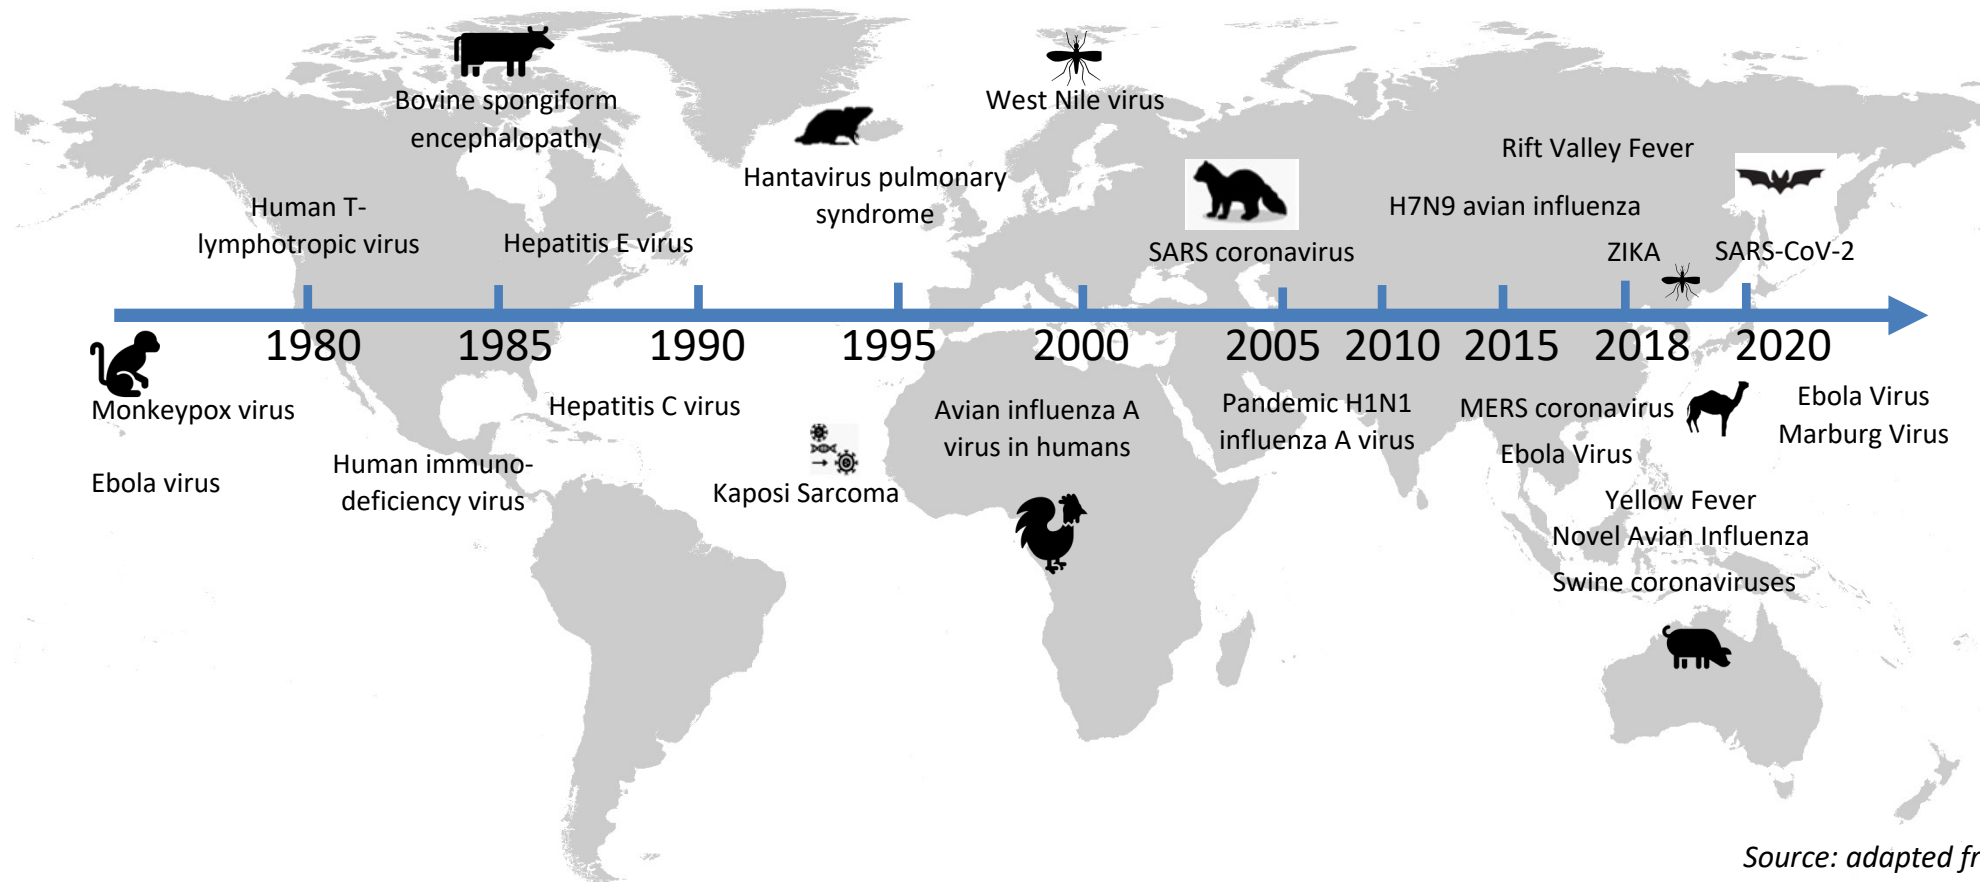 Bovine spongiform
encephalopathy
West Nile virus
Rift Valley Fever
Hantavirus pulmonary
syndrome
Human T-
lymphotropic virus
Hepatitis E virus
H7N9 avian influenza
SARS coronavirus
ZIKA
SARS-CoV-2
1980
1985
1990
1995
2000
2005
2010
2015
2018
2020
Monkeypox virus
Ebola virus
Human immuno-
deficiency virus
Hepatitis C virus
Kaposi Sarcoma
Avian influenza A
virus in humans
Pandemic H1N1
influenza A virus
MERS coronavirus
Ebola Virus
Ebola Virus
Marburg Virus
Yellow Fever
Novel Avian Influenza
Swine coronaviruses
Source: adapted fr